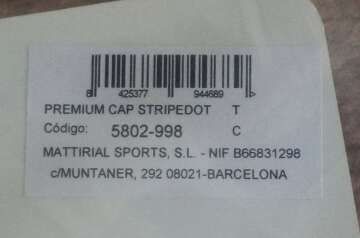 8 425377 944689 >
PREMIUM CAP STRIPEDOT T
Código: 5802-998 C
MATTIRIAL SPORTS, S.L. - NIF B66831298
c/MUNTANER, 292 08021-BARCELONA